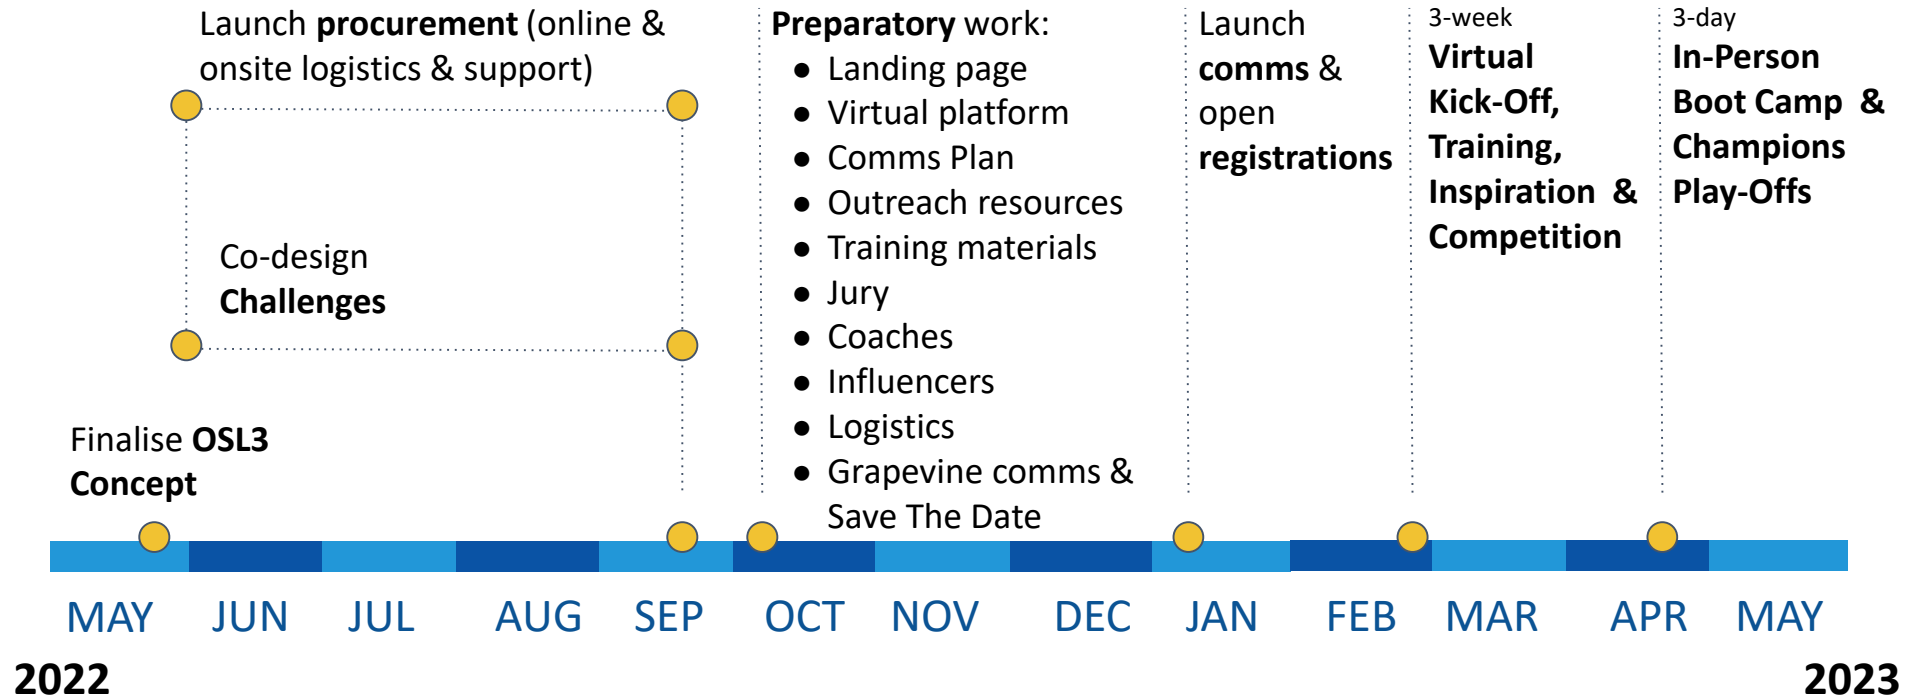 Launch procurement (online &
onsite logistics & support)
Co-design
Challenges
Finalise OSL3
Concept
Preparatory work:
● Landing page
● Virtual platform
● Comms Plan
● Outreach resources
● Training materials
● Jury
● Coaches
● Influencers
● Logistics
● Grapevine comms &
Save The Date
Launch
comms &
open
registrations
3-week
Virtual
Kick-Off,
Training,
Inspiration &
Competition
3-day
In-Person
Boot Camp &
Champions
Play-Offs
MAY JUN JUL AUG SEP OCT NOV DEC JAN FEB MAR APR MAY
2022 2023